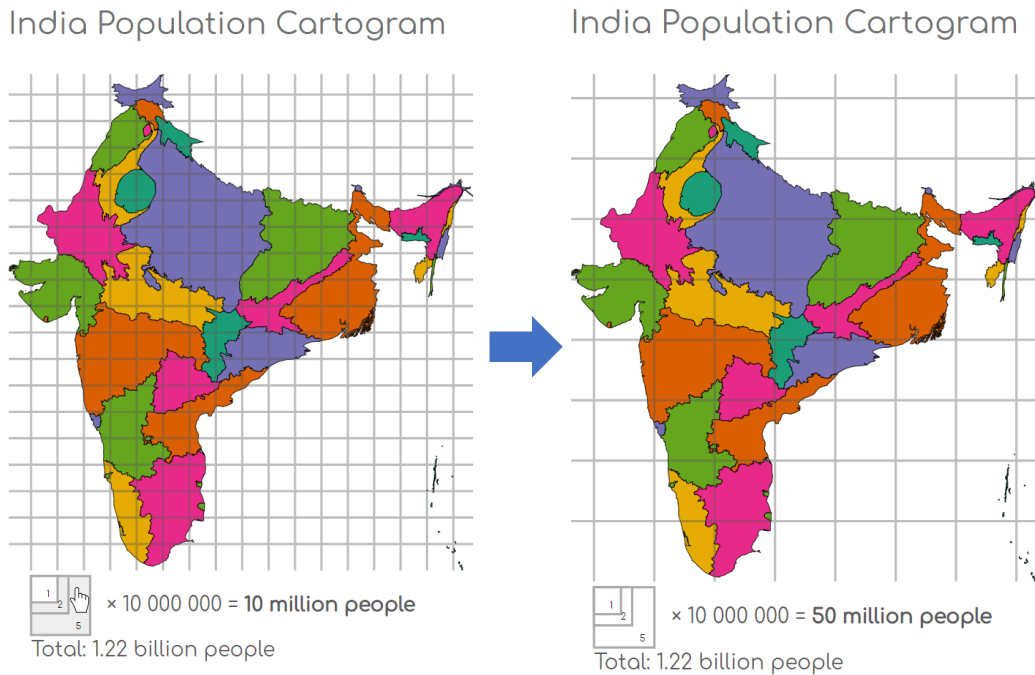 India Population Cartogram
1
2
5
× 10 000 000 = 10 million people
Total: 1.22 billion people
India Population Cartogram
1
2
5
× 10 000 000 = 50 million people
Total: 1.22 billion people